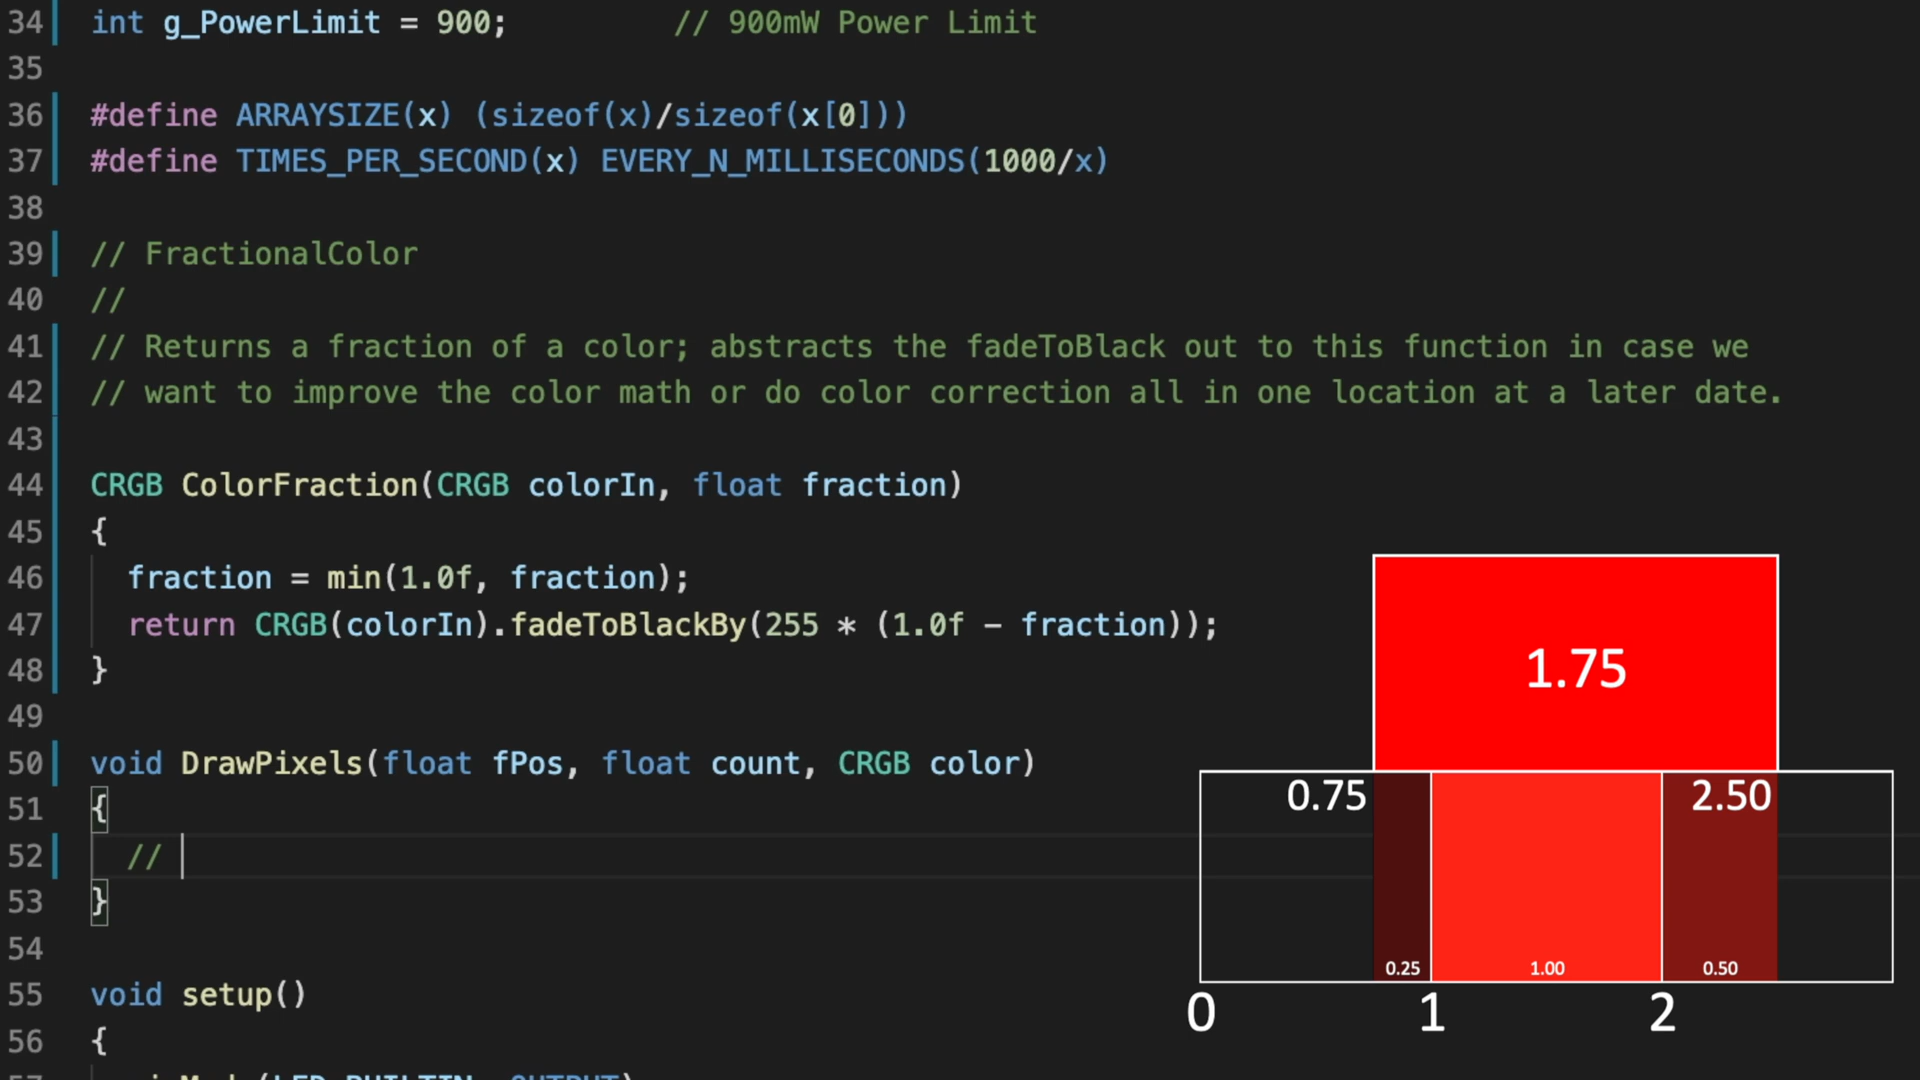 34 int g_PowerLimit = 900;         // 900mW Power Limit
35
36 #define ARRAYSIZE(x) (sizeof(x)/sizeof(x[0]))
37 #define TIMES_PER_SECOND(x) EVERY_N_MILLISECONDS(1000/x)
38
39 // FractionalColor
40 //
41 // Returns a fraction of a color; abstracts the fadeToBlack out to this function in case we
42 // want to improve the color math or do color correction all in one location at a later date.
43
44 CRGB ColorFraction(CRGB colorIn, float fraction)
45 {
46   fraction = min(1.0f, fraction);
47   return CRGB(colorIn).fadeToBlackBy(255 * (1.0f - fraction));
48 }
49
50 void DrawPixels(float fPos, float count, CRGB color)
51 {
52   //
53 }
54
55 void setup()
56 {
1.75
0.75 2.50
0.25 1.00 0.50
0 1 2